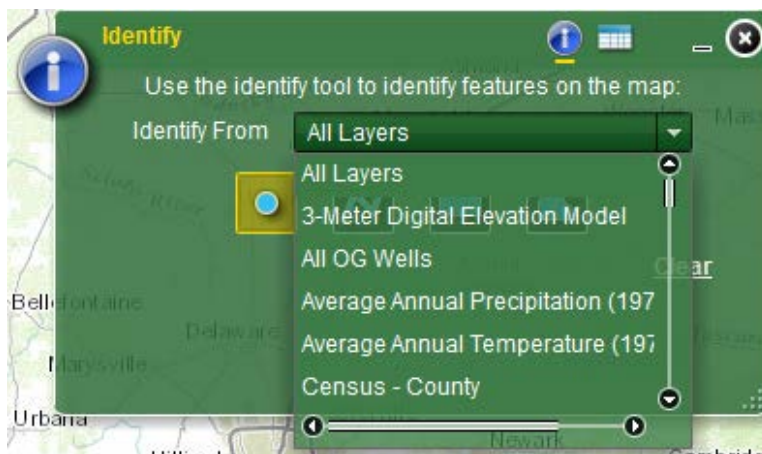 Identify
Use the identify tool to identify features on the map:
Identify From All Layers
All Layers
3-Meter Digital Elevation Model
All OG Wells
Clear
Average Annual Precipitation (197
Average Annual Temperature (197
Census - County
Bellefontaine
Delaware
Marysville
Urbana
Newark